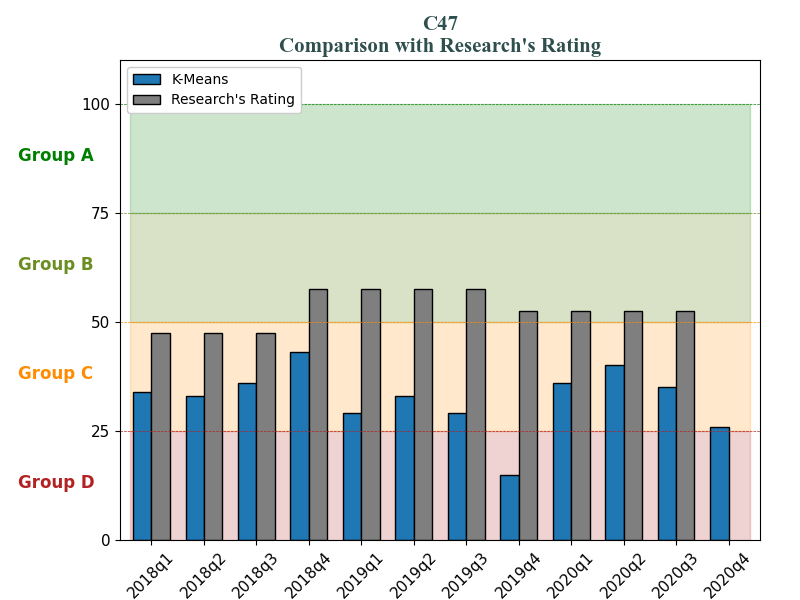 C47
Comparison with Research's Rating
K-Means
Research's Rating
100
Group A
75
Group B
50
Group C
25
Group D
0
2018q1
2018q2
2018q3
2018q4
2019q1
2019q2
2019q3
2019q4
2020q1
2020q2
2020q3
2020q4